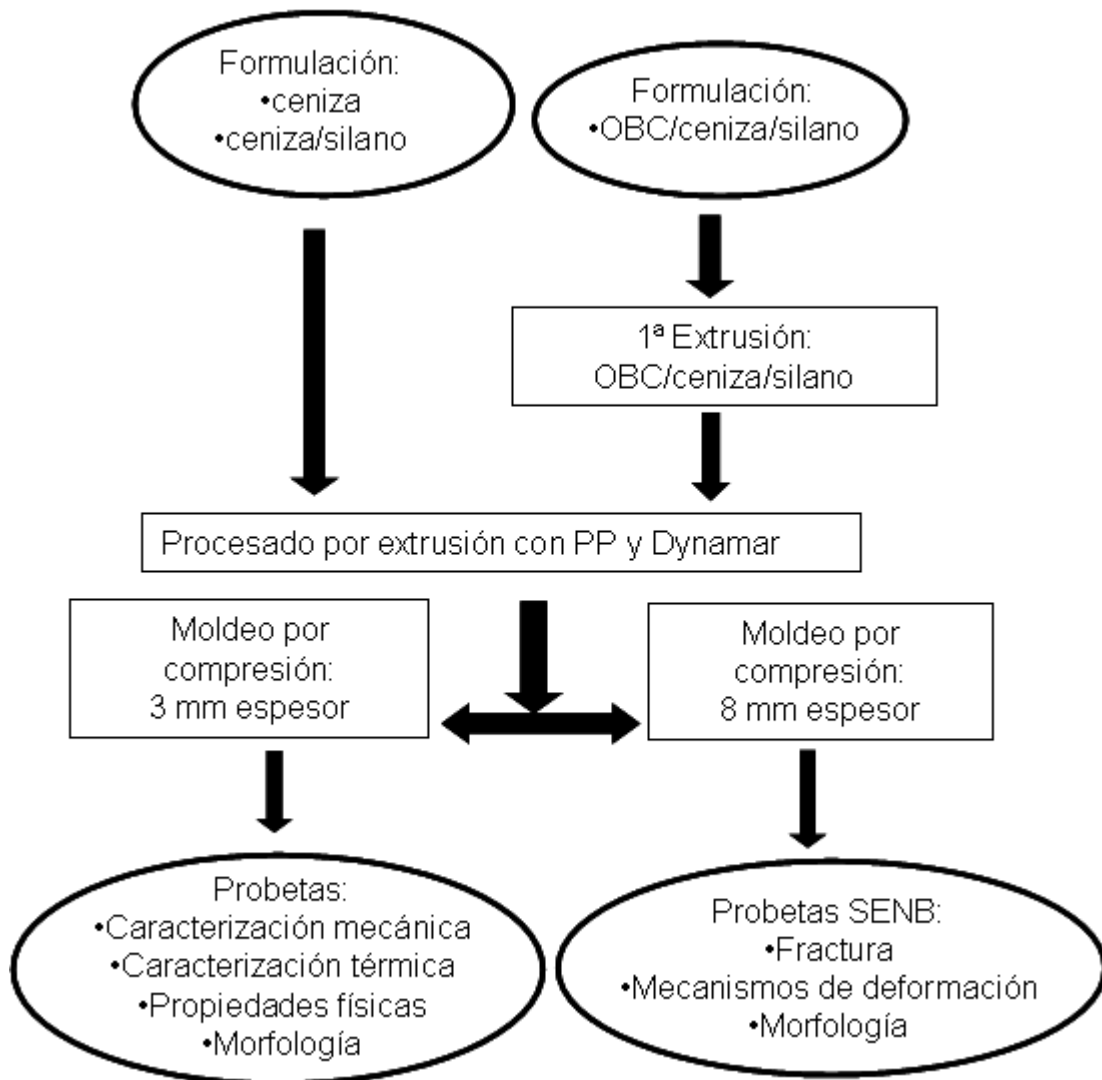 Formulación:
•ceniza
•ceniza/silano
Formulación:
•OBC/ceniza/silano
1ª Extrusión:
OBC/ceniza/silano
Procesado por extrusión con PP y Dynamar
Moldeo por
compresión:
3 mm espesor
Moldeo por
compresión:
8 mm espesor
Probetas:
•Caracterización mecánica
•Caracterización térmica
•Propiedades físicas
•Morfología
Probetas SENB:
•Fractura
•Mecanismos de deformación
•Morfología